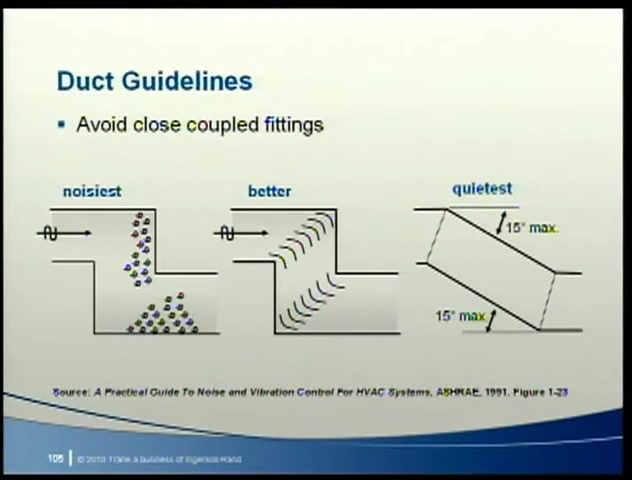 Duct Guidelines
▪ Avoid close coupled fittings
noisiest
better
quietest
15° max.
15° max
Source: A Practical Guide To Noise and Vibration Control For HVAC Systems, ASHRAE, 1991. Figure 1-23
105 © 2010 Trane a business of Ingersoll-Rand